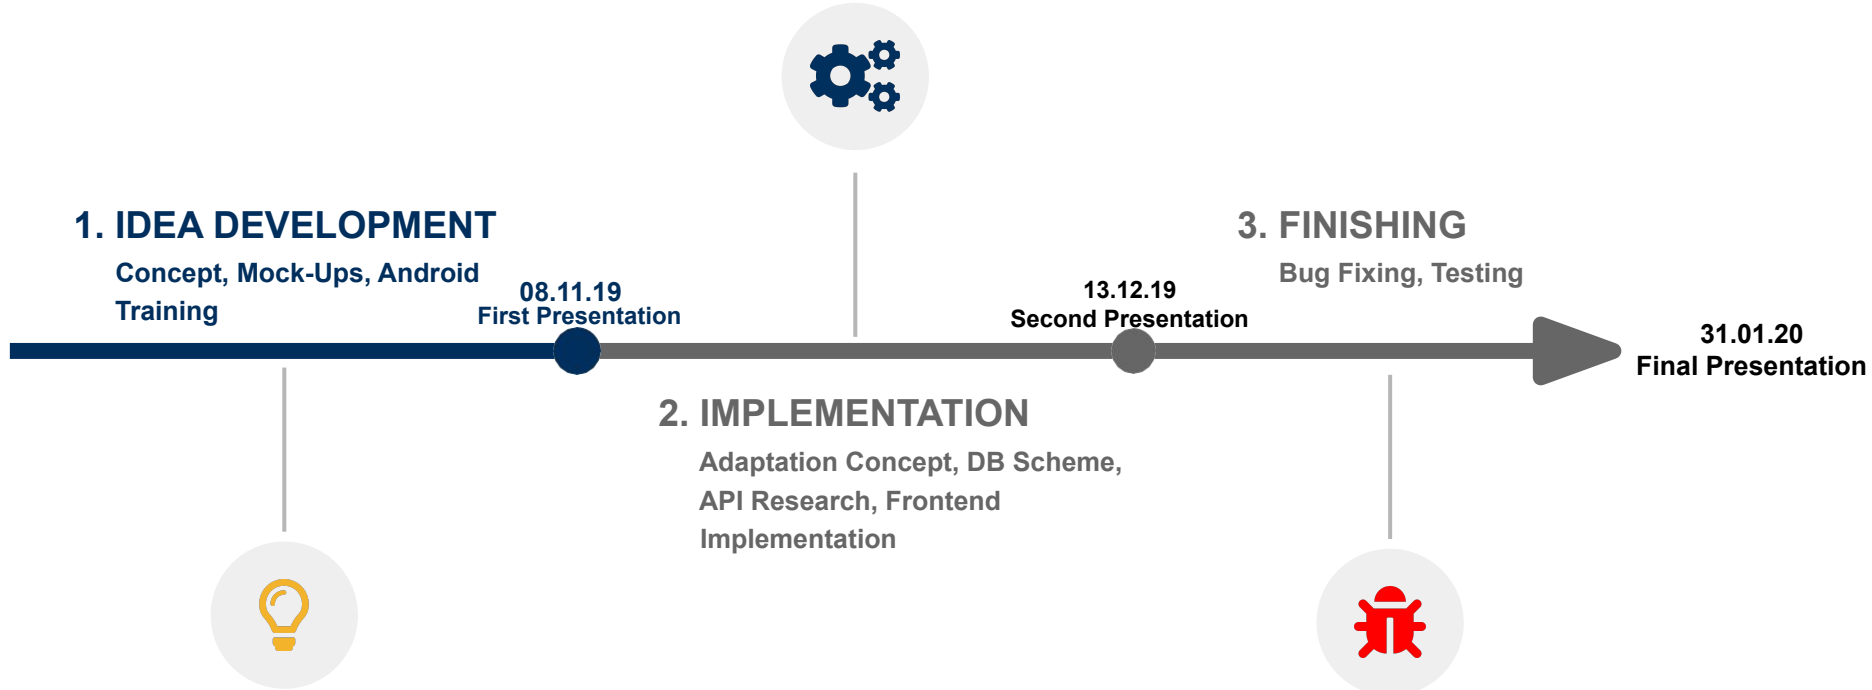 1. IDEA DEVELOPMENT
Concept, Mock-Ups, Android
Training
08.11.19
First Presentation
2. IMPLEMENTATION
Adaptation Concept, DB Scheme,
API Research, Frontend
Implementation
13.12.19
Second Presentation
3. FINISHING
Bug Fixing, Testing
31.01.20
Final Presentation